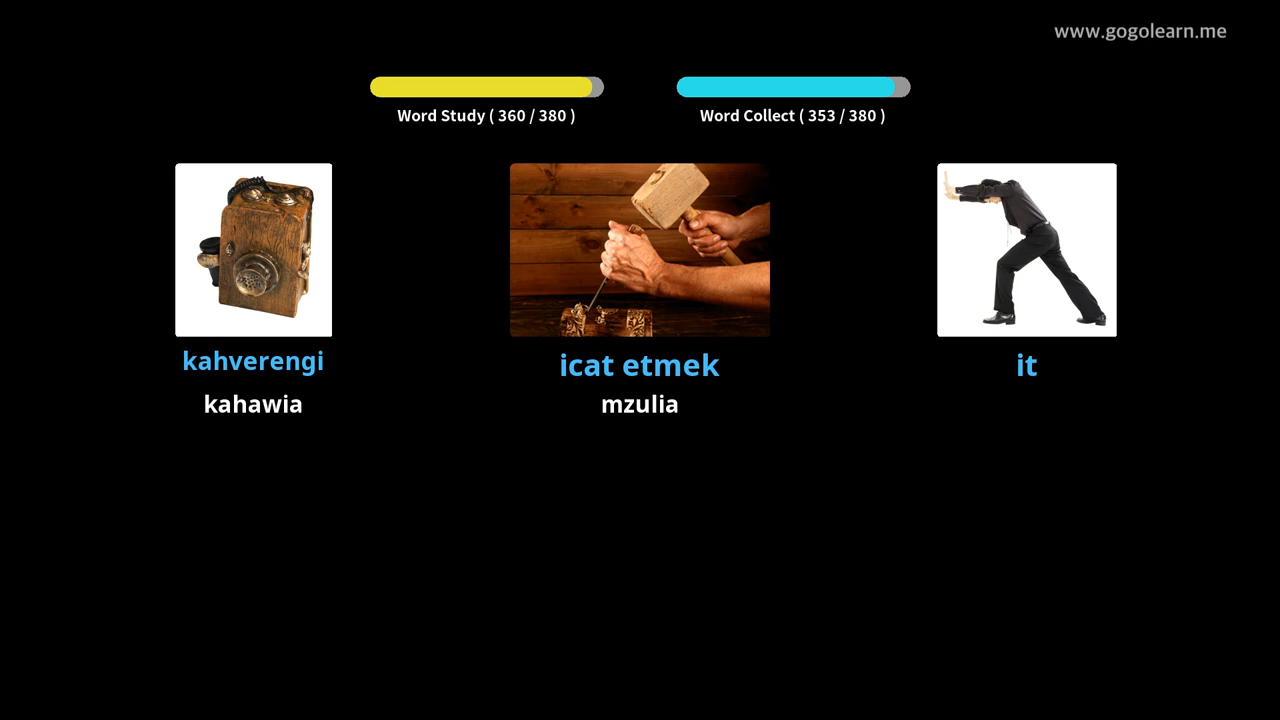 www.gogolearn.me
Word Study ( 360 / 380 )
Word Collect ( 353 / 380 )
kahverengi
icat etmek
it
kahawia
mzulia